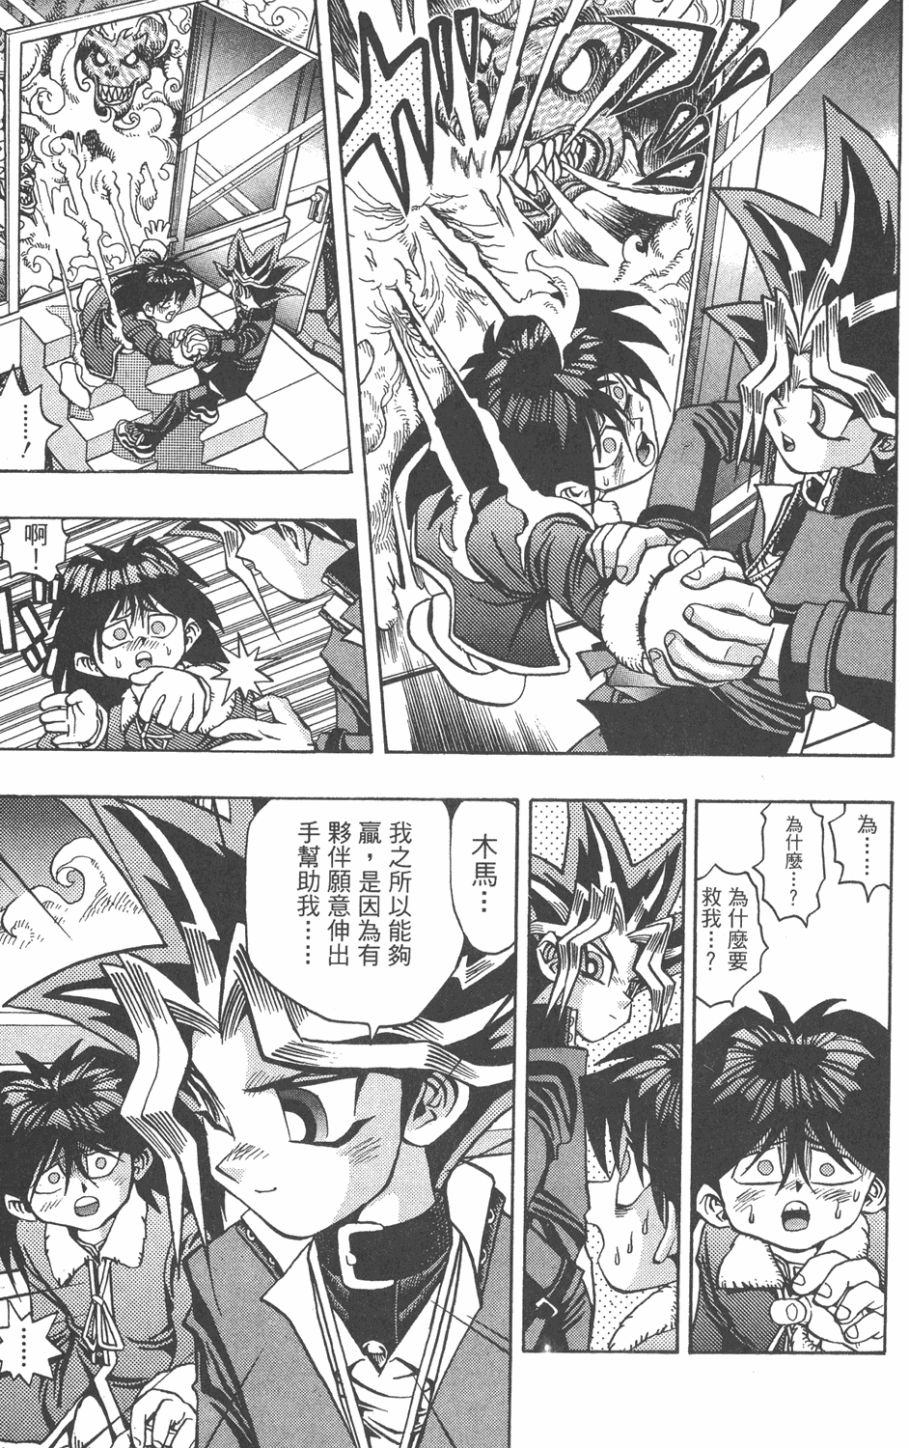 ……！
啊！
為……
為什麼…？
為什麼要
救我…？
木馬…
我之所以能夠
贏，是因為有
夥伴願意伸出
手幫助我……
……